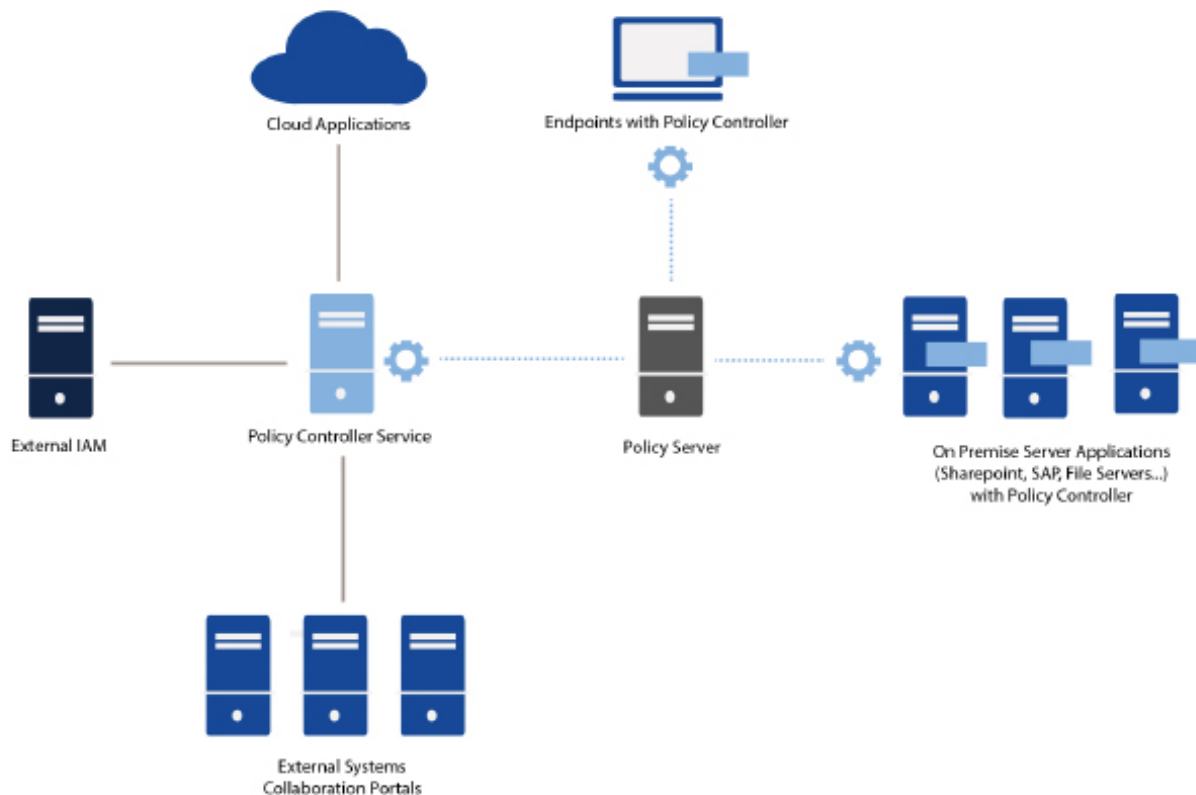 Cloud Applications
Endpoints with Policy Controller
External IAM
Policy Controller Service
Policy Server
On Premise Server Applications
(Sharepoint, SAP, File Servers...)
with Policy Controller
External Systems
Collaboration Portals